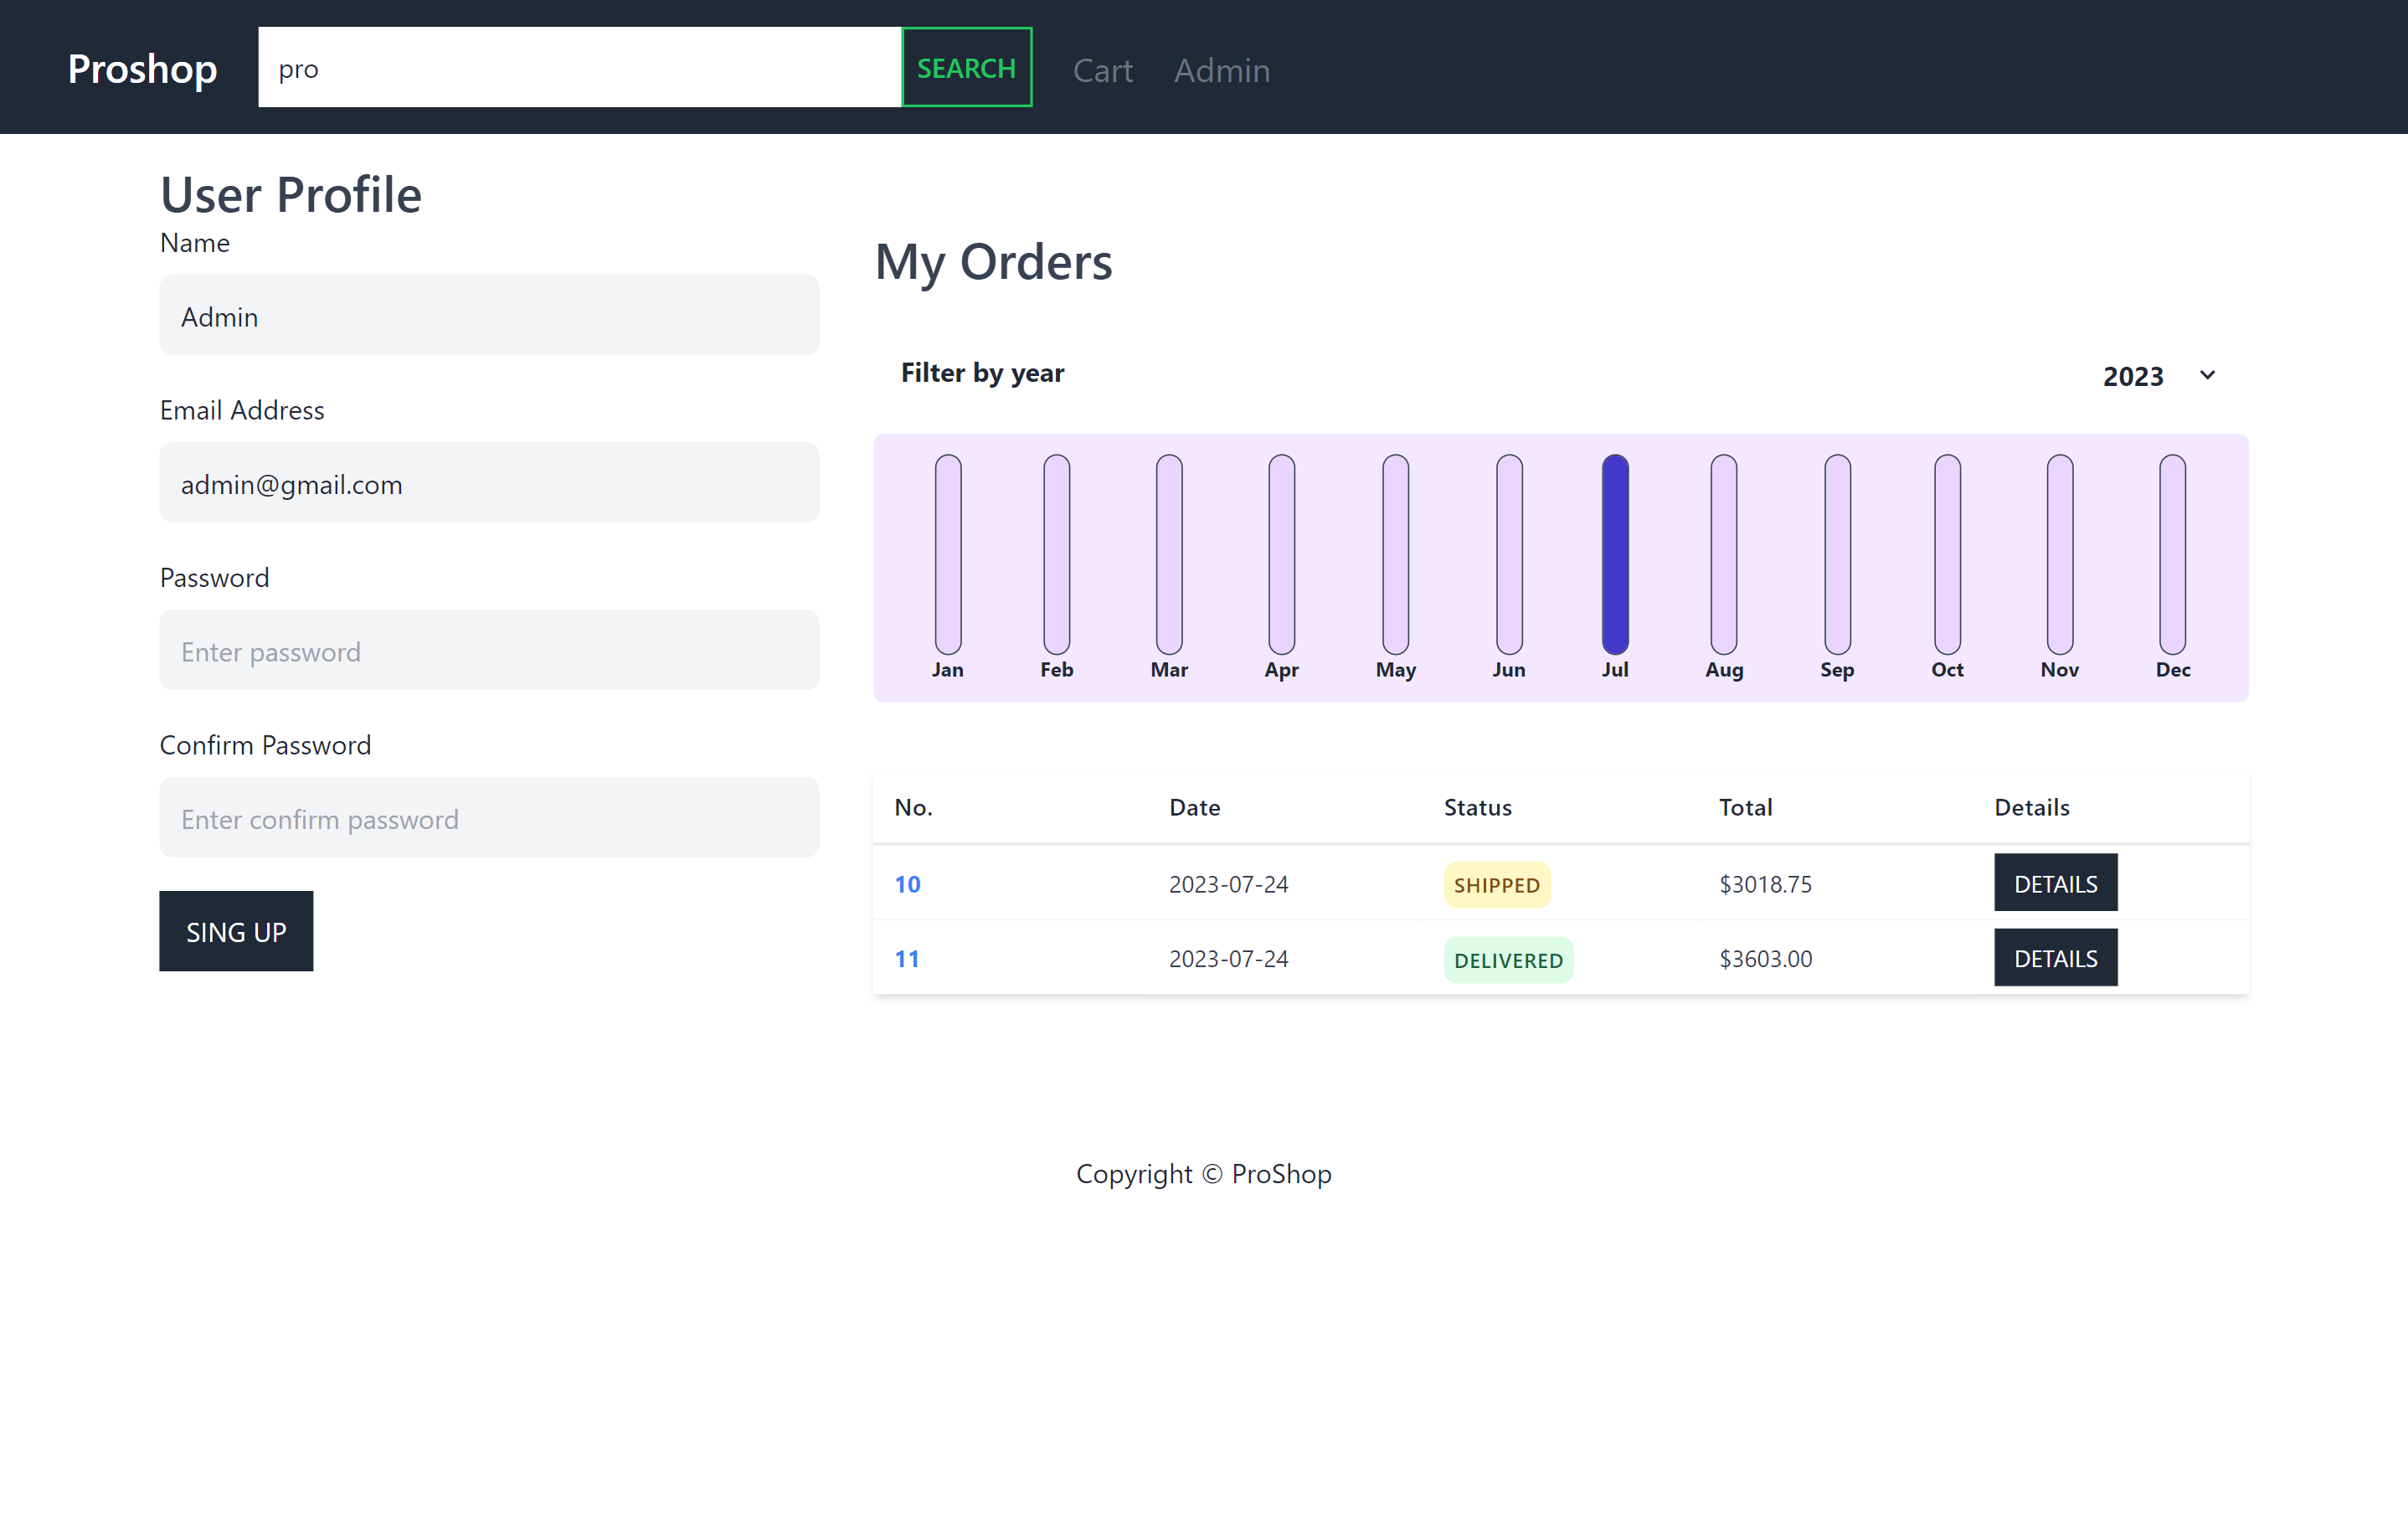 Proshop pro SEARCH Cart Admin
User Profile
Name
Admin
Email Address
admin@gmail.com
Password
Enter password
Confirm Password
Enter confirm password
SING UP
My Orders
Filter by year 2023
Jan Feb Mar Apr May Jun Jul Aug Sep Oct Nov Dec
No. Date Status Total Details
10 2023-07-24 SHIPPED $3018.75 DETAILS
11 2023-07-24 DELIVERED $3603.00 DETAILS
Copyright © ProShop